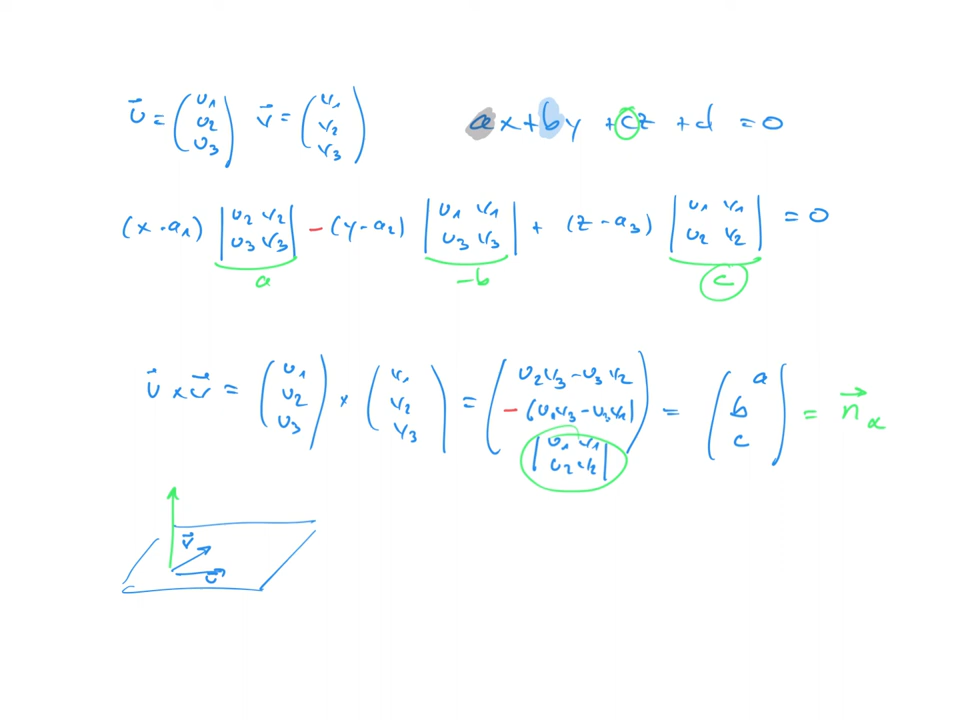 u⃗ = (u1 u2 u3) v⃗ = (v1 v2 v3) ax + by + cz + d = 0
(x - a1) |u2 v2 u3 v3| - (y - a2) |u1 v1 u3 v3| + (z - a3) |u1 v1 u2 v2| = 0
a -b c
u⃗ × v⃗ = (u1 u2 u3) × (v1 v2 v3) = (u2v3 - u3v2 - (u1v3 - u3v1) |u1 v1 u2 v2|) = (a b c) = n⃗α
v⃗
u⃗